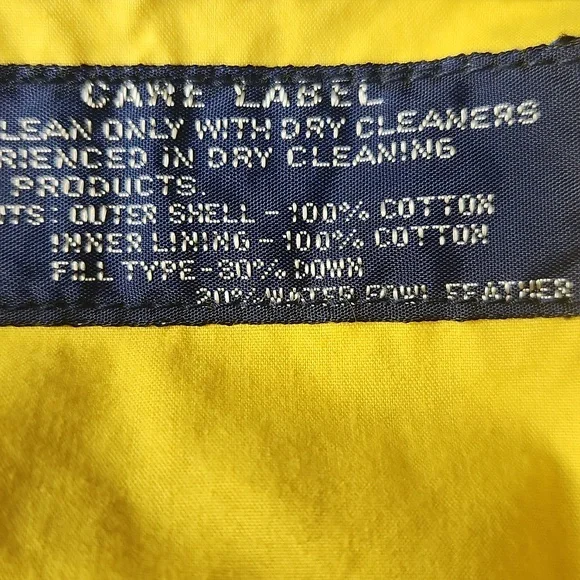 CARE LABEL
LEAN ONLY WITH DRY CLEANERS
RIENCED IN DRY CLEANING
PRODUCTS.
TS: OUTER SHELL - 100% COTTON
INNER LINING - 100% COTTON
FILL TYPE - 80% DOWN
20% WATER FOWL FEATHER